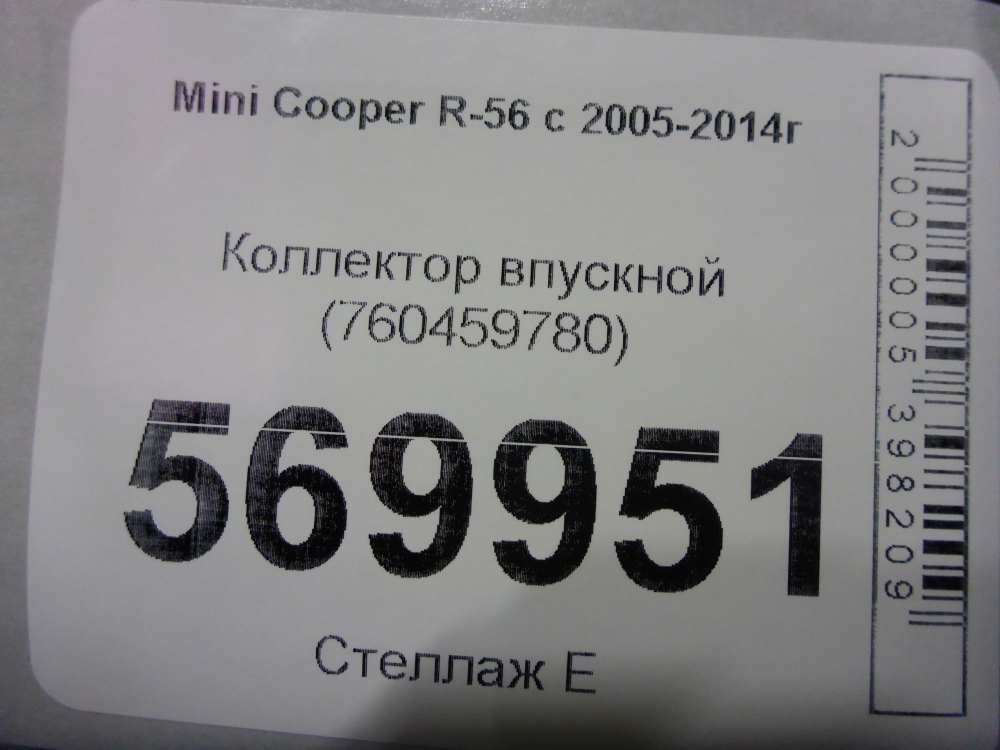 Mini Cooper R-56 с 2005-2014г
Коллектор впускной
(760459780)
569951
Стеллаж Е
2000005398209